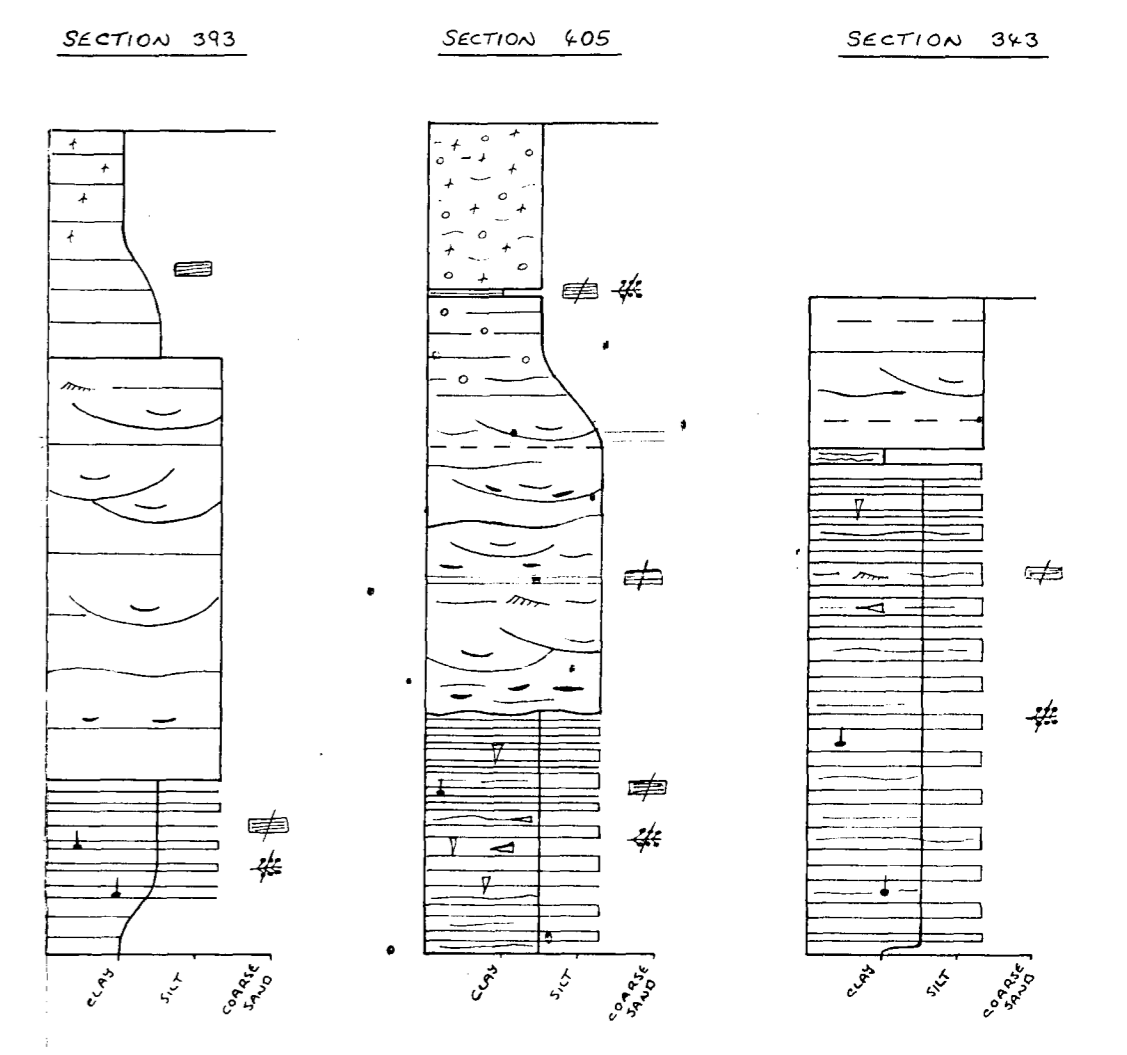 SECTION 393
SECTION 405
SECTION 343
CLAY
SILT
COARSE
SAND
CLAY
SILT
COARSE
SAND
CLAY
SILT
COARSE
SAND